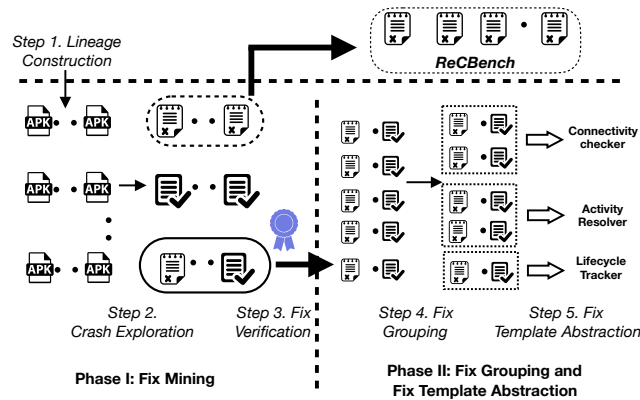 Step 1. Lineage
Construction
ReCBench
APK APK
APK APK
APK APK
Connectivity
checker
Activity
Resolver
Lifecycle
Tracker
Step 2.
Crash Exploration
Step 3. Fix
Verification
Step 4. Fix
Grouping
Step 5. Fix
Template Abstraction
Phase I: Fix Mining
Phase II: Fix Grouping and
Fix Template Abstraction